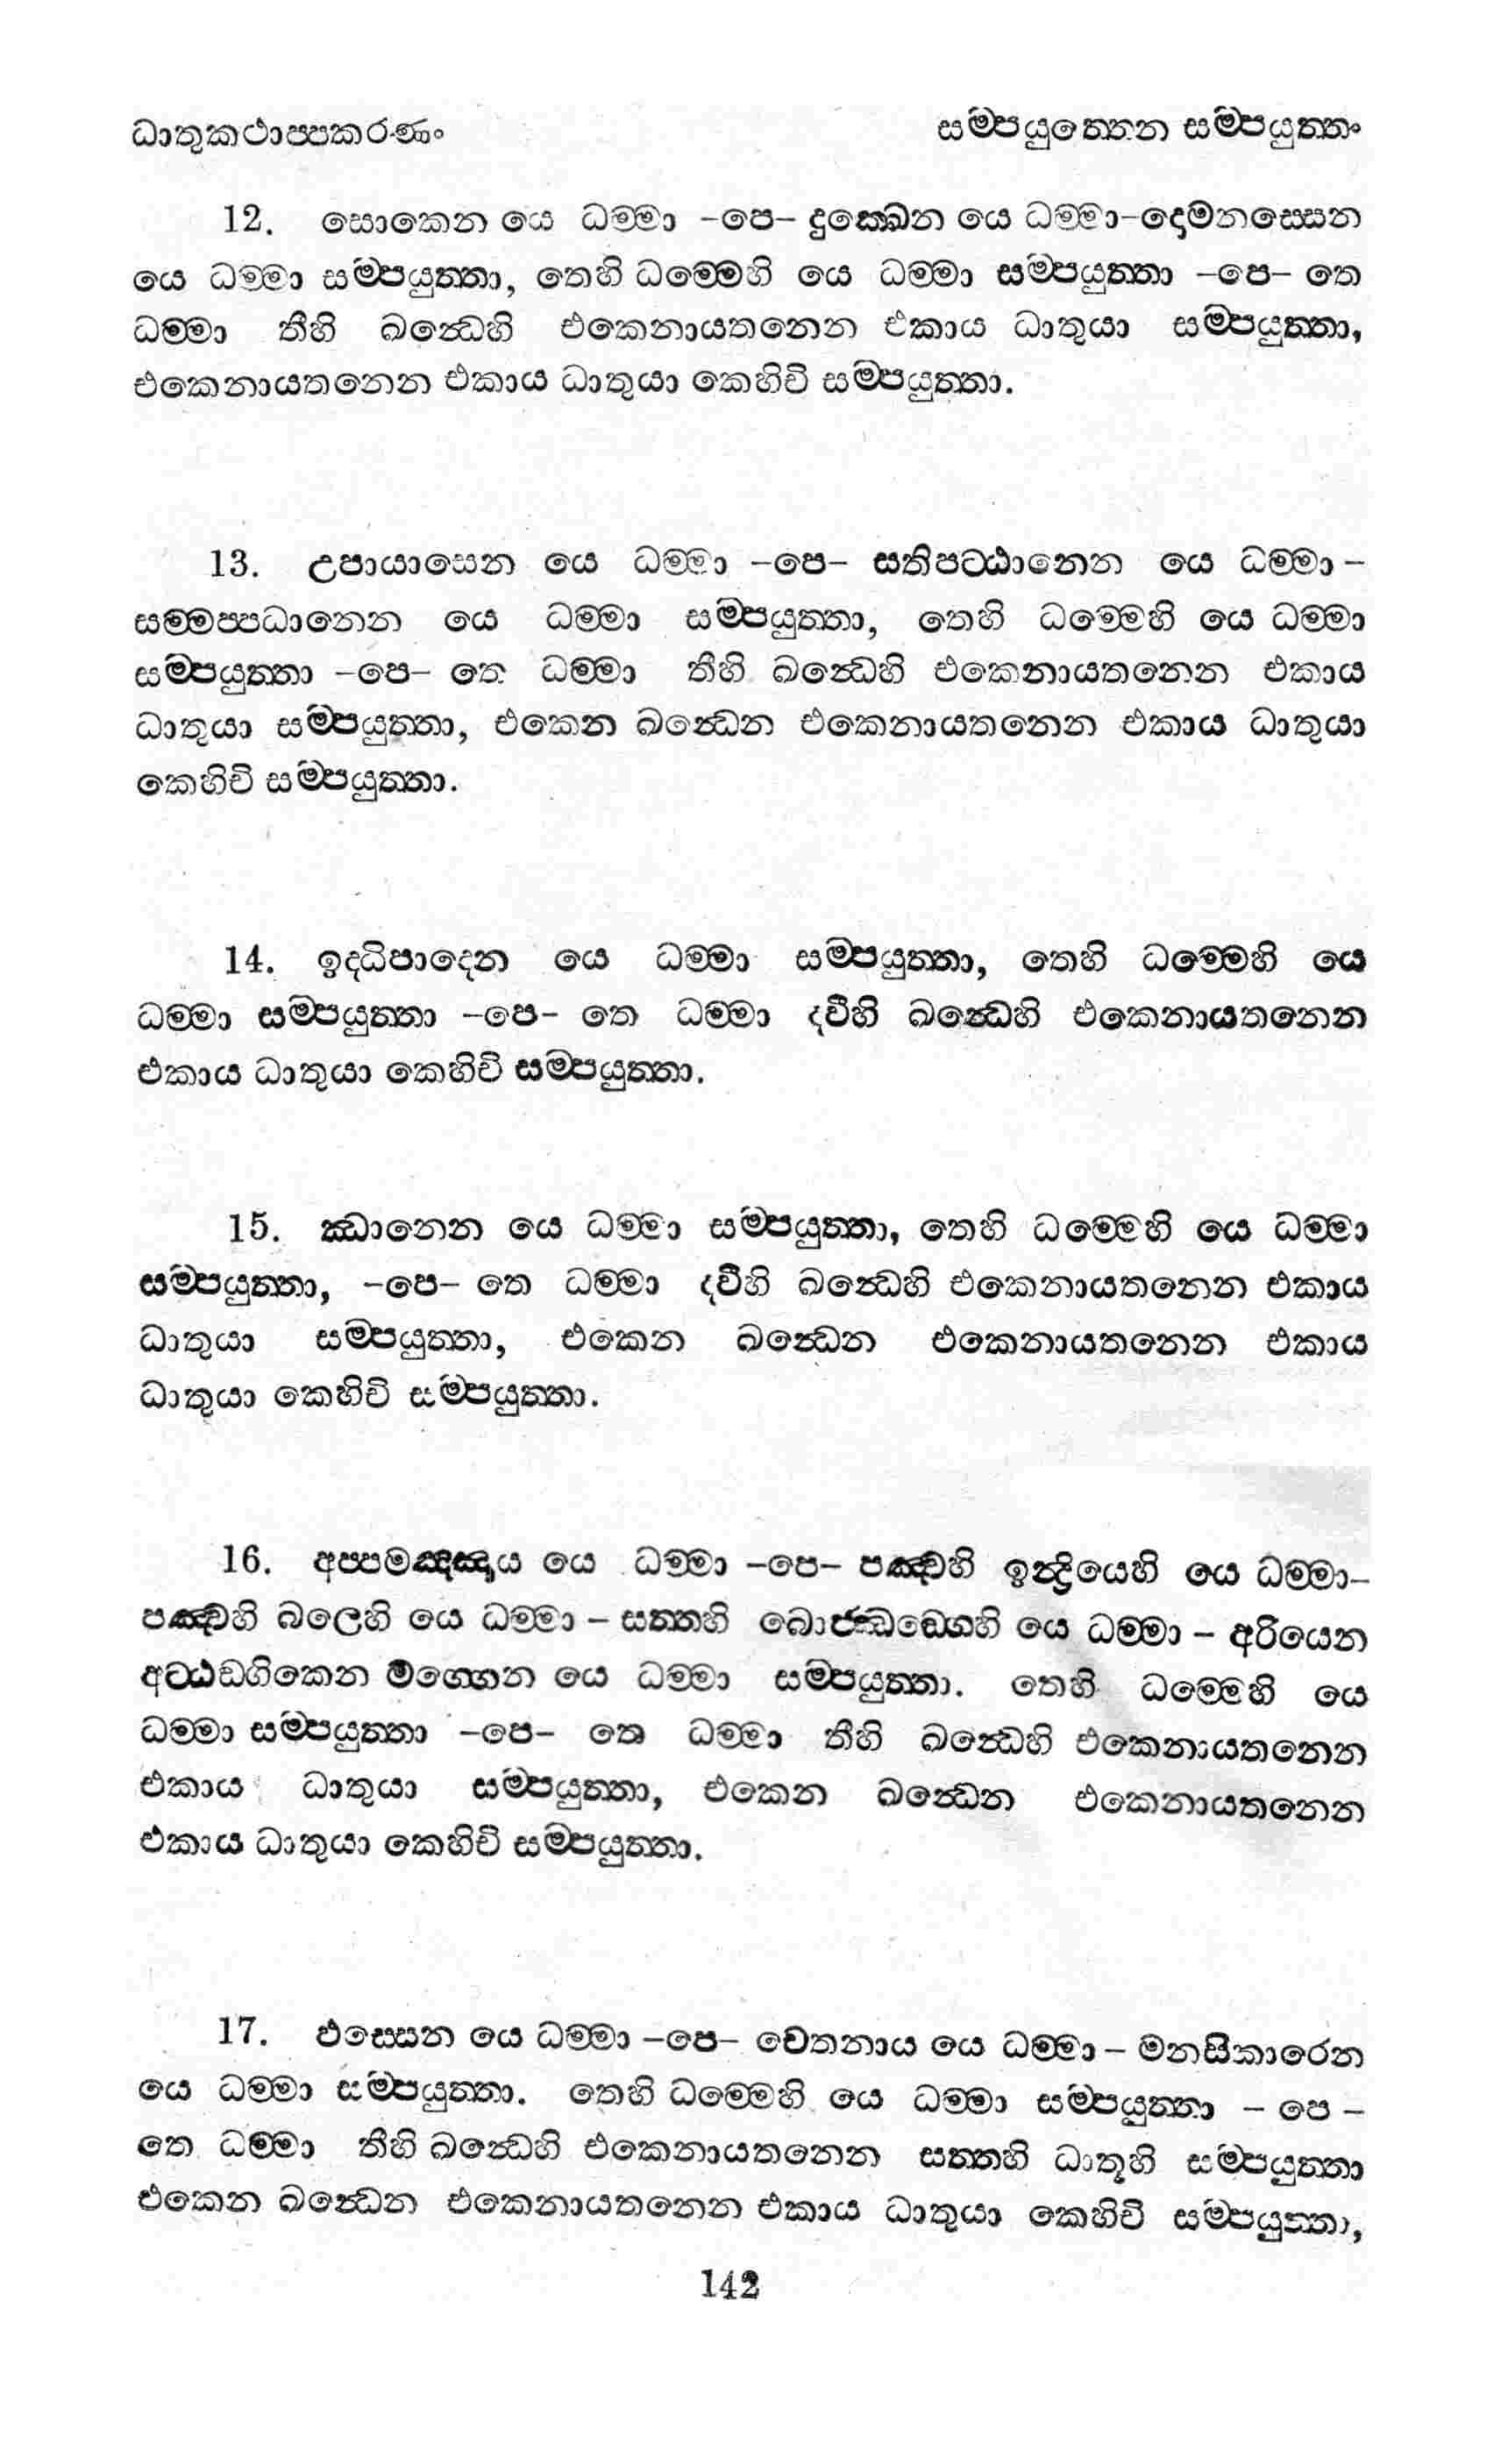 ධාතුකථාප්පකරණං
සම්පයුත්තෙන සම්පයුත්තං
12. සොකෙන යෙ ධම්මා -පෙ- දුක්ඛෙන යෙ ධම්මා-දොමනස්සෙන
යෙ ධම්මා සම්පයුත්තා, තෙහි ධම්මෙහි යෙ ධම්මා සම්පයුත්තා -පෙ- තෙ
ධම්මා තීහි ඛන්ධෙහි එකෙනායතනෙන එකාය ධාතුයා සම්පයුත්තා,
එකෙනායතනෙන එකාය ධාතුයා කෙහිචි සම්පයුත්තා.
13. උපායාසෙන යෙ ධම්මා -පෙ- සතිපට්ඨානෙන යෙ ධම්මා -
සම්මප්පධානෙන යෙ ධම්මා සම්පයුත්තා, තෙහි ධම්මෙහි යෙ ධම්මා
සම්පයුත්තා -පෙ- තෙ ධම්මා තීහි ඛන්ධෙහි එකෙනායතනෙන එකාය
ධාතුයා සම්පයුත්තා, එකෙන ඛන්ධෙන එකෙනායතනෙන එකාය ධාතුයා
කෙහිචි සම්පයුත්තා.
14. ඉද්ධිපාදෙන යෙ ධම්මා සම්පයුත්තා, තෙහි ධම්මෙහි යෙ
ධම්මා සම්පයුත්තා -පෙ- තෙ ධම්මා ද්වීහි ඛන්ධෙහි එකෙනායතනෙන
එකාය ධාතුයා කෙහිචි සම්පයුත්තා.
15. ඣානෙන යෙ ධම්මා සම්පයුත්තා, තෙහි ධම්මෙහි යෙ ධම්මා
සම්පයුත්තා, -පෙ- තෙ ධම්මා ද්වීහි ඛන්ධෙහි එකෙනායතනෙන එකාය
ධාතුයා සම්පයුත්තා, එකෙන ඛන්ධෙන එකෙනායතනෙන එකාය
ධාතුයා කෙහිචි සම්පයුත්තා.
16. අප්පමඤ්ඤාය යෙ ධම්මා -පෙ- පඤ්චහි ඉන්ද්‍රියෙහි යෙ ධම්මා-
පඤ්චහි බලෙහි යෙ ධම්මා - සත්තහි බොජ්ඣඞ්ගෙහි යෙ ධම්මා - අරියෙන
අට්ඨඞ්ගිකෙන මග්ගෙන යෙ ධම්මා සම්පයුත්තා. තෙහි ධම්මෙහි යෙ
ධම්මා සම්පයුත්තා -පෙ- තෙ ධම්මා තීහි ඛන්ධෙහි එකෙනායතනෙන
එකාය ධාතුයා සම්පයුත්තා, එකෙන ඛන්ධෙන එකෙනායතනෙන
එකාය ධාතුයා කෙහිචි සම්පයුත්තා.
17. ඵස්සෙන යෙ ධම්මා -පෙ- චෙතනාය යෙ ධම්මා - මනසිකාරෙන
යෙ ධම්මා සම්පයුත්තා. තෙහි ධම්මෙහි යෙ ධම්මා සම්පයුත්තා - පෙ -
තෙ ධම්මා තීහි ඛන්ධෙහි එකෙනායතනෙන සත්තහි ධාතූහි සම්පයුත්තා
එකෙන ඛන්ධෙන එකෙනායතනෙන එකාය ධාතුයා කෙහිචි සම්පයුත්තා,
142